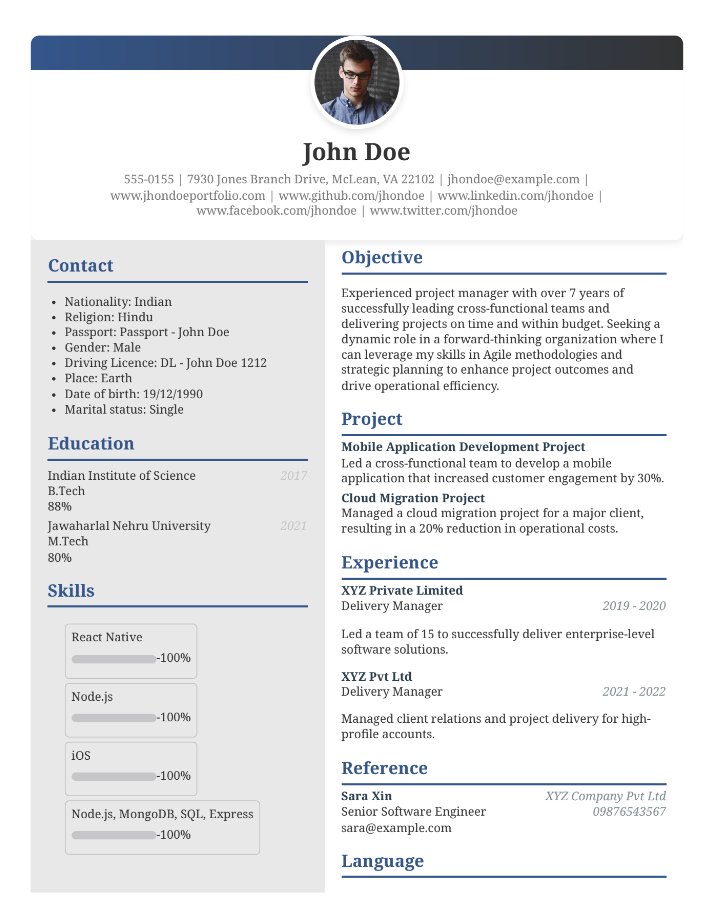 John Doe
555-0155 | 7930 Jones Branch Drive, McLean, VA 22102 | jhondoe@example.com |
www.jhondoeportfolio.com | www.github.com/jhondoe | www.linkedin.com/jhondoe |
www.facebook.com/jhondoe | www.twitter.com/jhondoe
Contact
• Nationality: Indian
• Religion: Hindu
• Passport: Passport - John Doe
• Gender: Male
• Driving Licence: DL - John Doe 1212
• Place: Earth
• Date of birth: 19/12/1990
• Marital status: Single
Education
Indian Institute of Science 2017
B.Tech
88%
Jawaharlal Nehru University 2021
M.Tech
80%
Skills
React Native
-100%
Node.js
-100%
iOS
-100%
Node.js, MongoDB, SQL, Express
-100%
Objective
Experienced project manager with over 7 years of
successfully leading cross-functional teams and
delivering projects on time and within budget. Seeking a
dynamic role in a forward-thinking organization where I
can leverage my skills in Agile methodologies and
strategic planning to enhance project outcomes and
drive operational efficiency.
Project
Mobile Application Development Project
Led a cross-functional team to develop a mobile
application that increased customer engagement by 30%.
Cloud Migration Project
Managed a cloud migration project for a major client,
resulting in a 20% reduction in operational costs.
Experience
XYZ Private Limited
Delivery Manager 2019 - 2020
Led a team of 15 to successfully deliver enterprise-level
software solutions.
XYZ Pvt Ltd
Delivery Manager 2021 - 2022
Managed client relations and project delivery for high-
profile accounts.
Reference
Sara Xin XYZ Company Pvt Ltd
Senior Software Engineer 09876543567
sara@example.com
Language